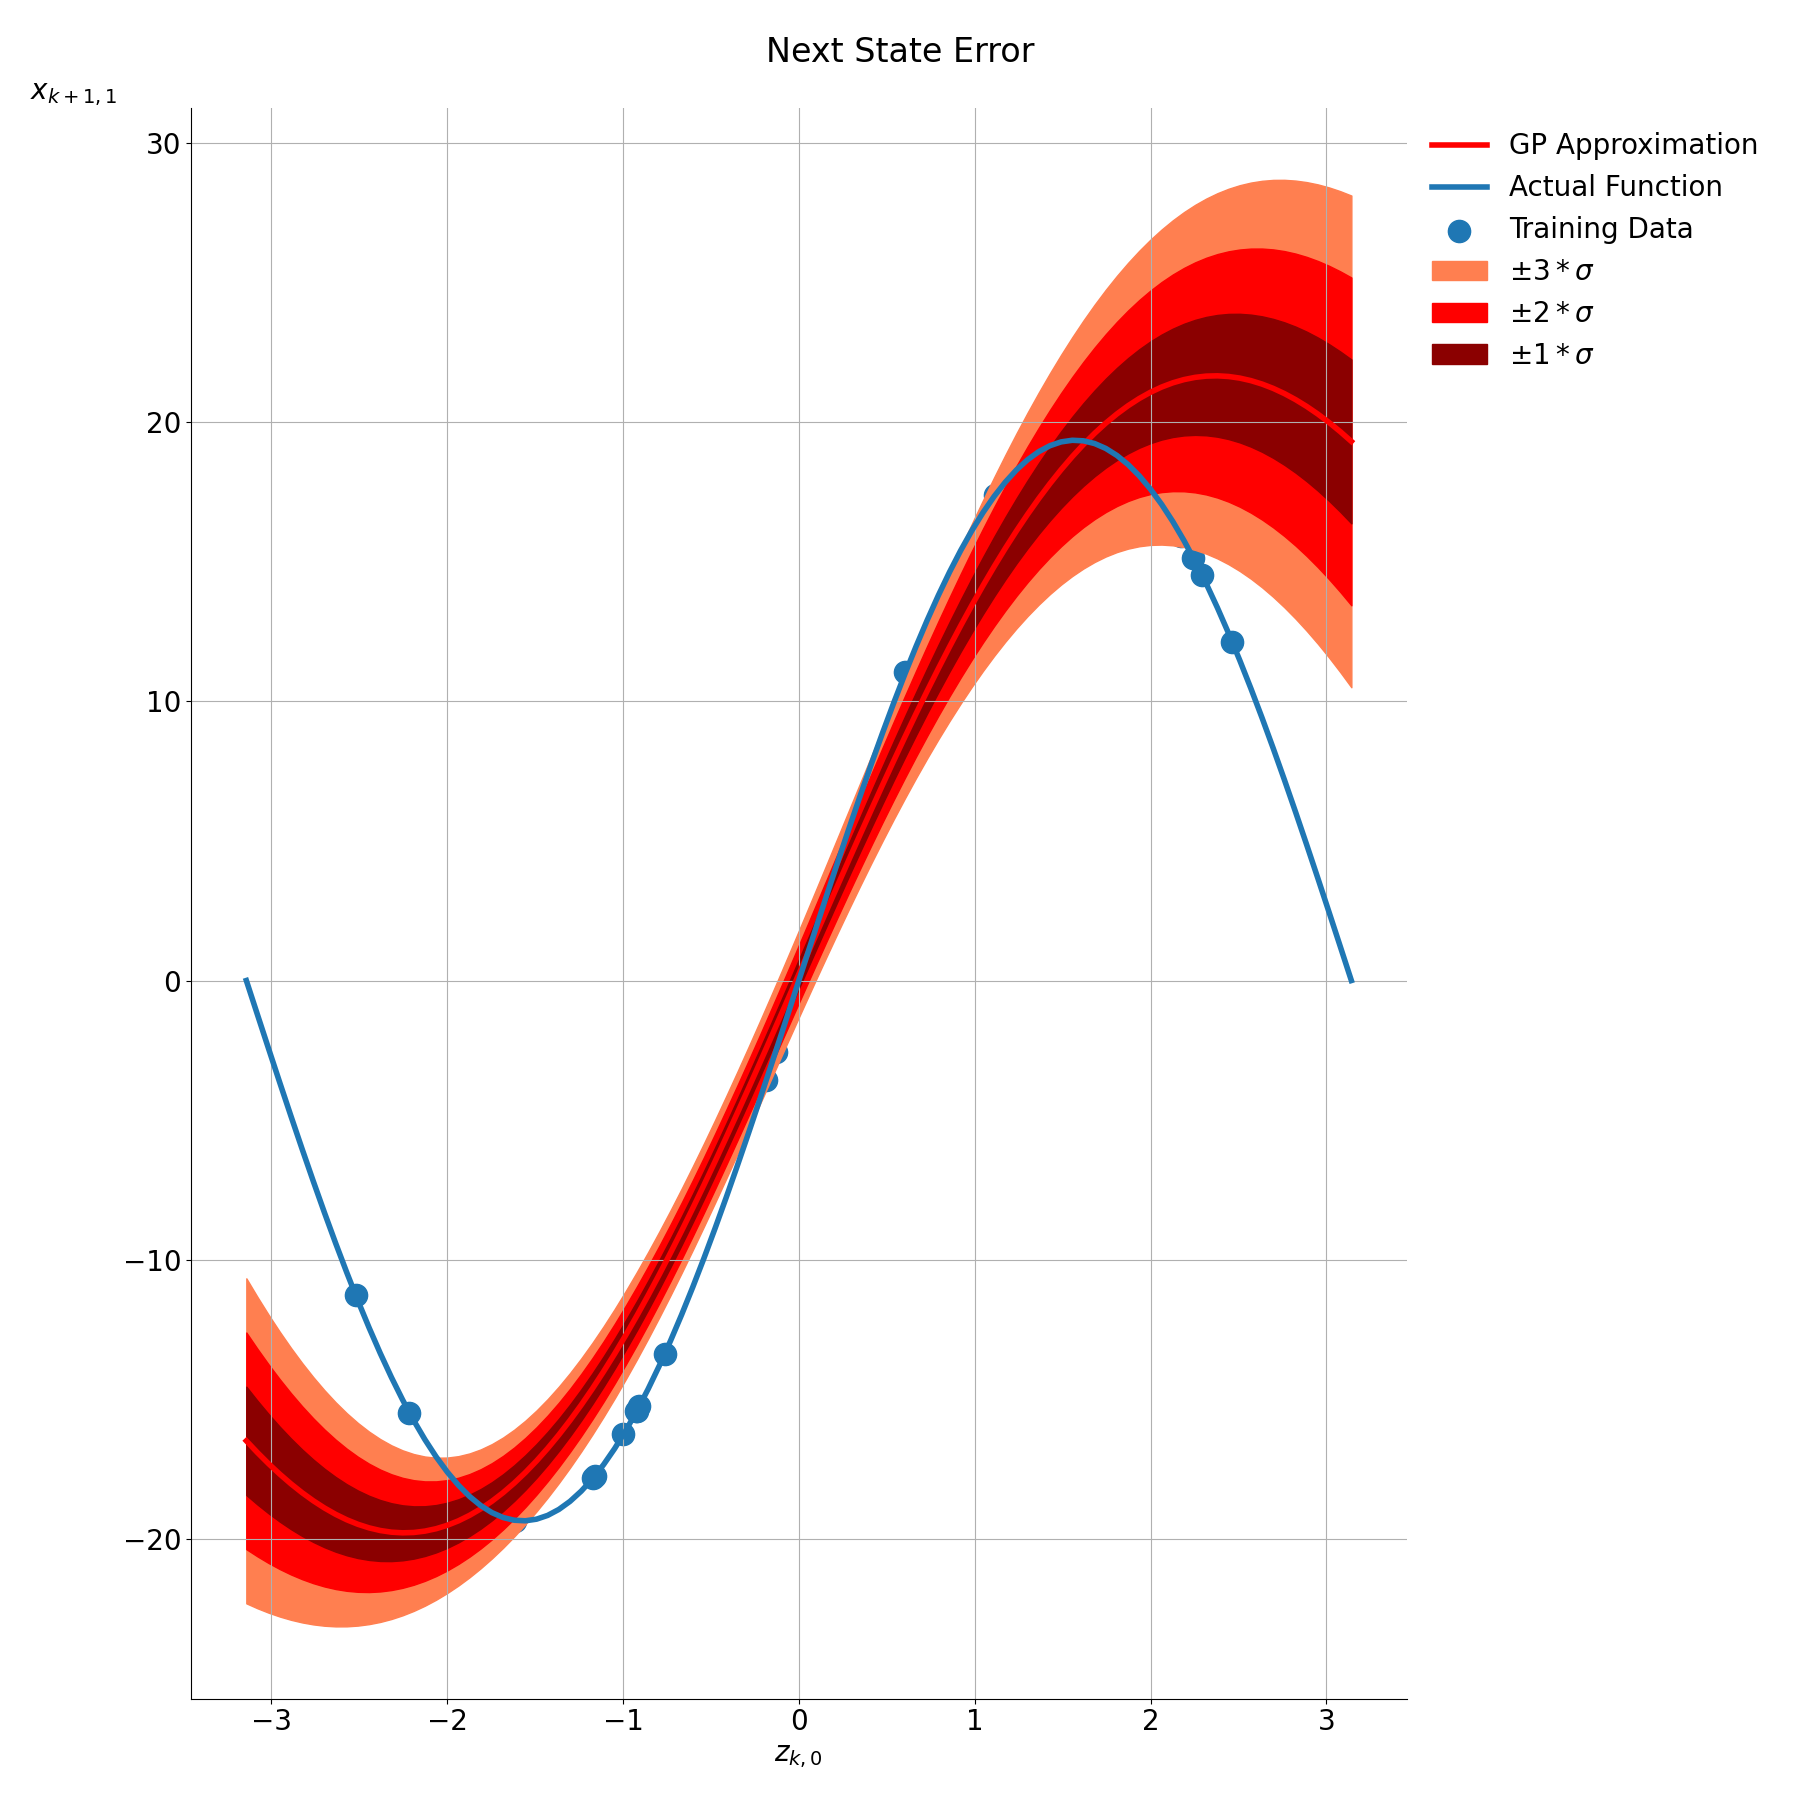 Next State Error
x_{k+1,1}
30
20
10
0
−10
−20
−3 −2 −1 0 1 2 3
z_{k,0}
GP Approximation
Actual Function
Training Data
±3∗σ
±2∗σ
±1∗σ